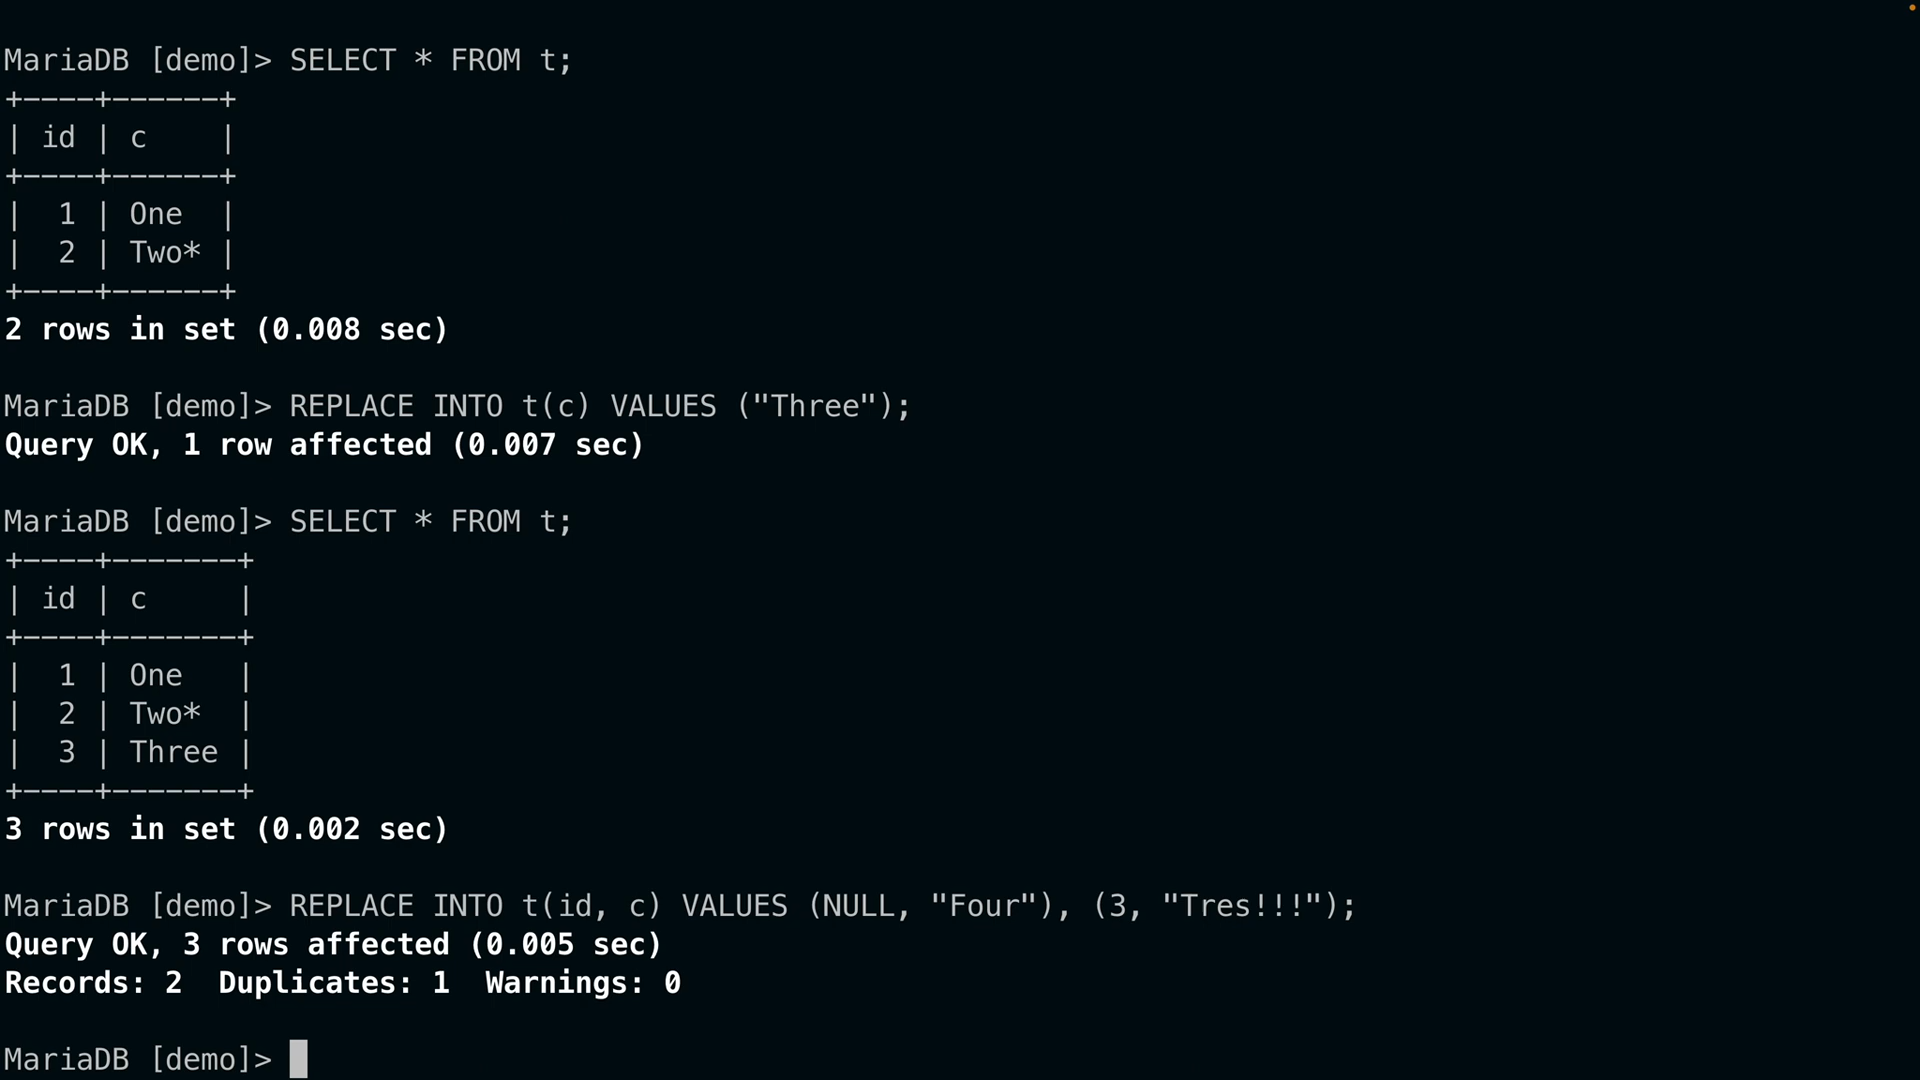 MariaDB [demo]> SELECT * FROM t;
+----+------+
| id | c    |
+----+------+
|  1 | One  |
|  2 | Two* |
+----+------+
2 rows in set (0.008 sec)
MariaDB [demo]> REPLACE INTO t(c) VALUES ("Three");
Query OK, 1 row affected (0.007 sec)
MariaDB [demo]> SELECT * FROM t;
+----+-------+
| id | c     |
+----+-------+
|  1 | One   |
|  2 | Two*  |
|  3 | Three |
+----+-------+
3 rows in set (0.002 sec)
MariaDB [demo]> REPLACE INTO t(id, c) VALUES (NULL, "Four"), (3, "Tres!!!");
Query OK, 3 rows affected (0.005 sec)
Records: 2  Duplicates: 1  Warnings: 0
MariaDB [demo]>